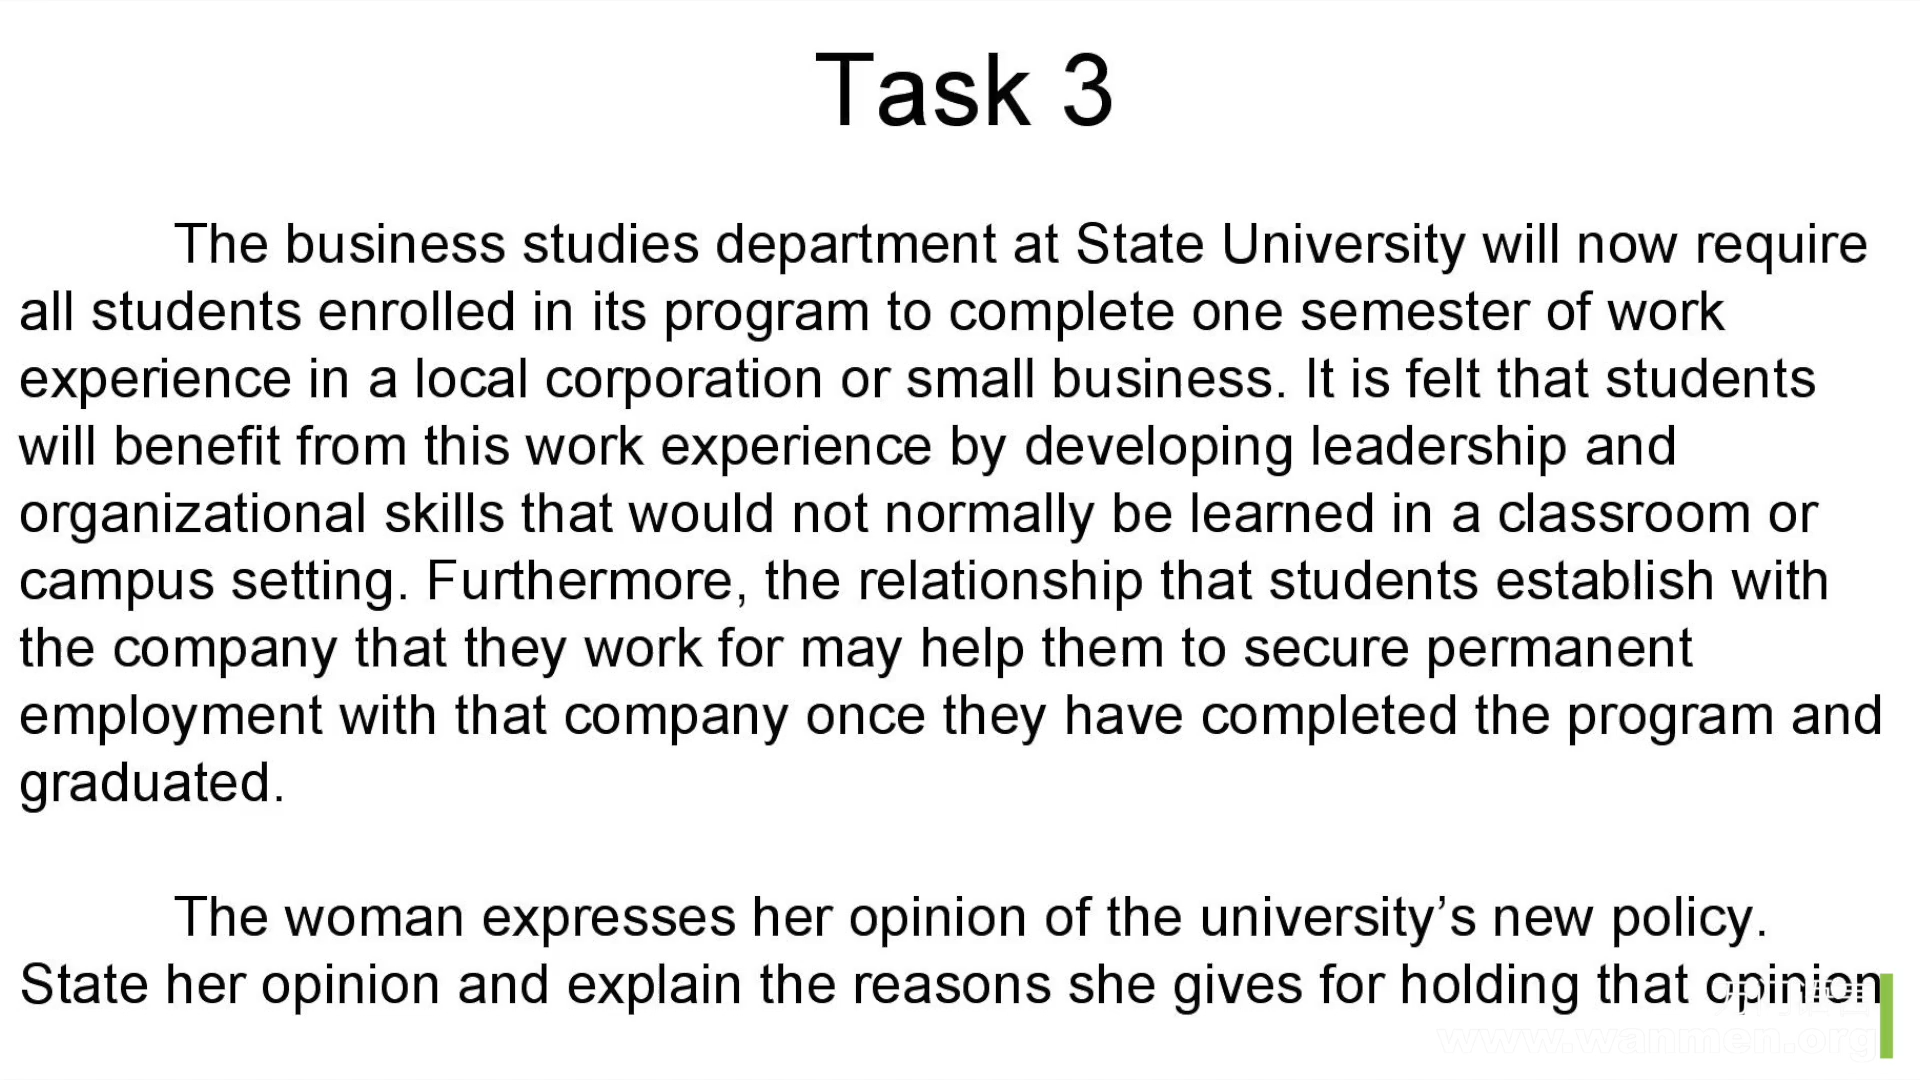 Task 3
The business studies department at State University will now require
all students enrolled in its program to complete one semester of work
experience in a local corporation or small business. It is felt that students
will benefit from this work experience by developing leadership and
organizational skills that would not normally be learned in a classroom or
campus setting. Furthermore, the relationship that students establish with
the company that they work for may help them to secure permanent
employment with that company once they have completed the program and
graduated.
The woman expresses her opinion of the university’s new policy.
State her opinion and explain the reasons she gives for holding that opinion
www.wanmen.org